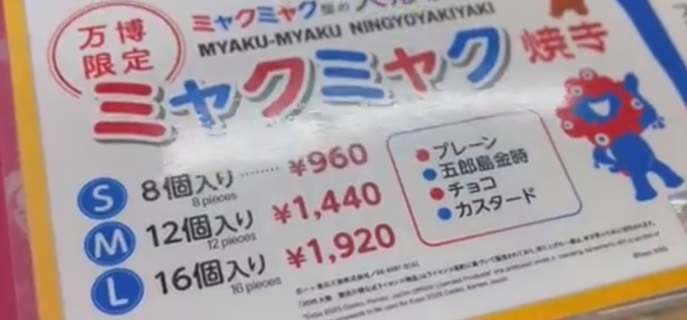 万博
限定
ミャクミャク型の
MYAKU-MYAKU NINGYOYAKIYAKI
ミャクミャク焼き
S 8個入り ¥960
8 pieces
M 12個入り ¥1,440
12 pieces
L 16個入り ¥1,920
16 pieces
プレーン
五郎島金時
チョコ
カスタード